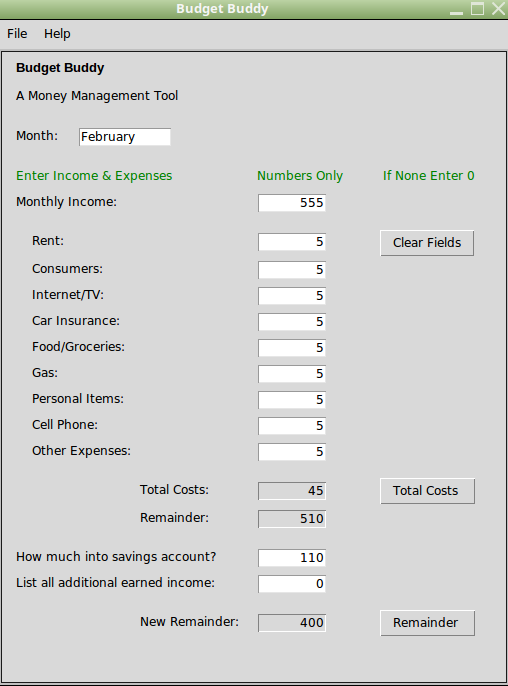 Budget Buddy
File Help
Budget Buddy
A Money Management Tool
Month: February
Enter Income & Expenses Numbers Only If None Enter 0
Monthly Income: 555
Rent: 5 Clear Fields
Consumers: 5
Internet/TV: 5
Car Insurance: 5
Food/Groceries: 5
Gas: 5
Personal Items: 5
Cell Phone: 5
Other Expenses: 5
Total Costs: 45 Total Costs
Remainder: 510
How much into savings account? 110
List all additional earned income: 0
New Remainder: 400 Remainder